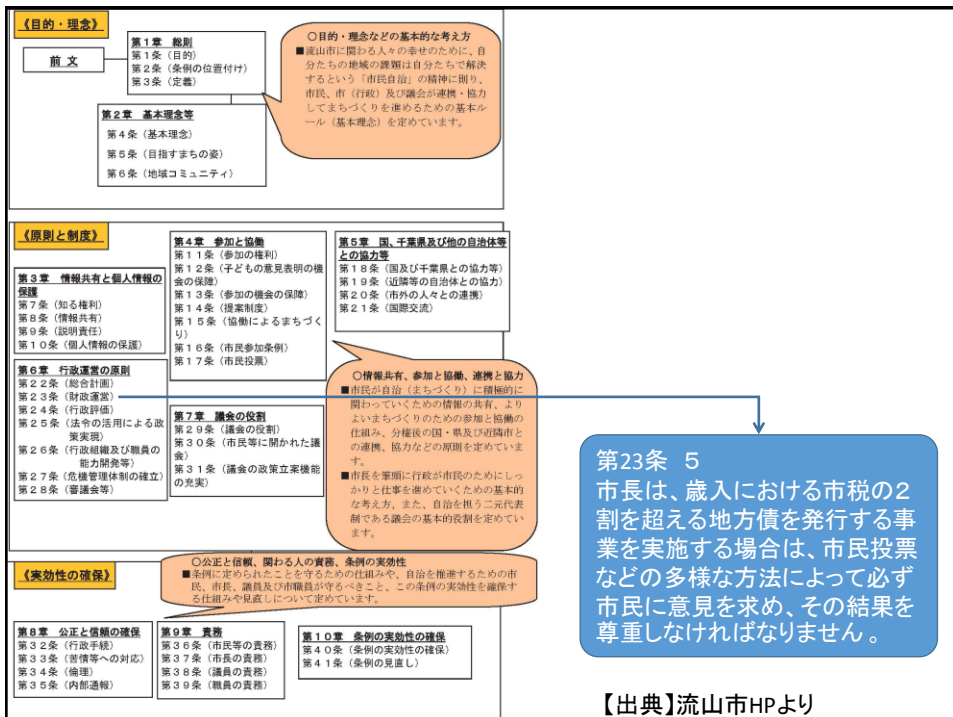 《目的・理念》
前 文
第1章 総則
第1条（目的）
第2条（条例の位置付け）
第3条（定義）
第2章 基本理念等
第4条（基本理念）
第5条（目指すまちの姿）
第6条（地域コミュニティ）
○目的・理念などの基本的な考え方
■流山市に関わる人々の幸せのために、自
分たちの地域の課題は自分たちで解決
するという「市民自治」の精神に則り、
市民、市（行政）及び議会が連携・協力
してまちづくりを進めるための基本ル
ール（基本理念）を定めています。
《原則と制度》
第3章 情報共有と個人情報の
保護
第7条（知る権利）
第8条（情報共有）
第9条（説明責任）
第10条（個人情報の保護）
第4章 参加と協働
第11条（参加の権利）
第12条（子どもの意見表明の機
会の保障）
第13条（参加の機会の保障）
第14条（提案制度）
第15条（協働によるまちづく
り）
第16条（市民参加条例）
第17条（市民投票）
第5章 国、千葉県及び他の自治体等
との協力等
第18条（国及び千葉県との協力等）
第19条（近隣等の自治体との協力）
第20条（市外の人々との連携）
第21条（国際交流）
第6章 行政運営の原則
第22条（総合計画）
第23条（財政運営）
第24条（行政評価）
第25条（法令の活用による政
策実現）
第26条（行政組織及び職員の
能力開発等）
第27条（危機管理体制の確立）
第28条（審議会等）
第7章 議会の役割
第29条（議会の役割）
第30条（市民等に開かれた議
会）
第31条（議会の政策立案機能
の充実）
○情報共有、参加と協働、連携と協力
■市民が自治（まちづくり）に積極的に
関わっていくための情報の共有、より
よいまちづくりのための参加と協働の
仕組み、分権後の国・県及び近隣市と
の連携、協力などの原則を定めていま
す。
■市長を筆頭に行政が市民のためにしっ
かりと仕事を進めていくための基本的
な考え方、また、自治を担う二元代表
制である議会の基本的役割を定めてい
ます。
第23条 5
市長は、歳入における市税の2
割を超える地方債を発行する事
業を実施する場合は、市民投票
などの多様な方法によって必ず
市民に意見を求め、その結果を
尊重しなければなりません。
《実効性の確保》
○公正と信頼、関わる人の責務、条例の実効性
■条例に定められたことを守るための仕組みや、自治を推進するための市
民、市長、議員及び市職員が守るべきこと、この条例の実効性を確保す
る仕組みや見直しについて定めています。
第8章 公正と信頼の確保
第32条（行政手続）
第33条（苦情等への対応）
第34条（倫理）
第35条（内部通報）
第9章 責務
第36条（市民等の責務）
第37条（市長の責務）
第38条（議員の責務）
第39条（職員の責務）
第10章 条例の実効性の確保
第40条（条例の実効性の確保）
第41条（条例の見直し）
【出典】流山市HPより